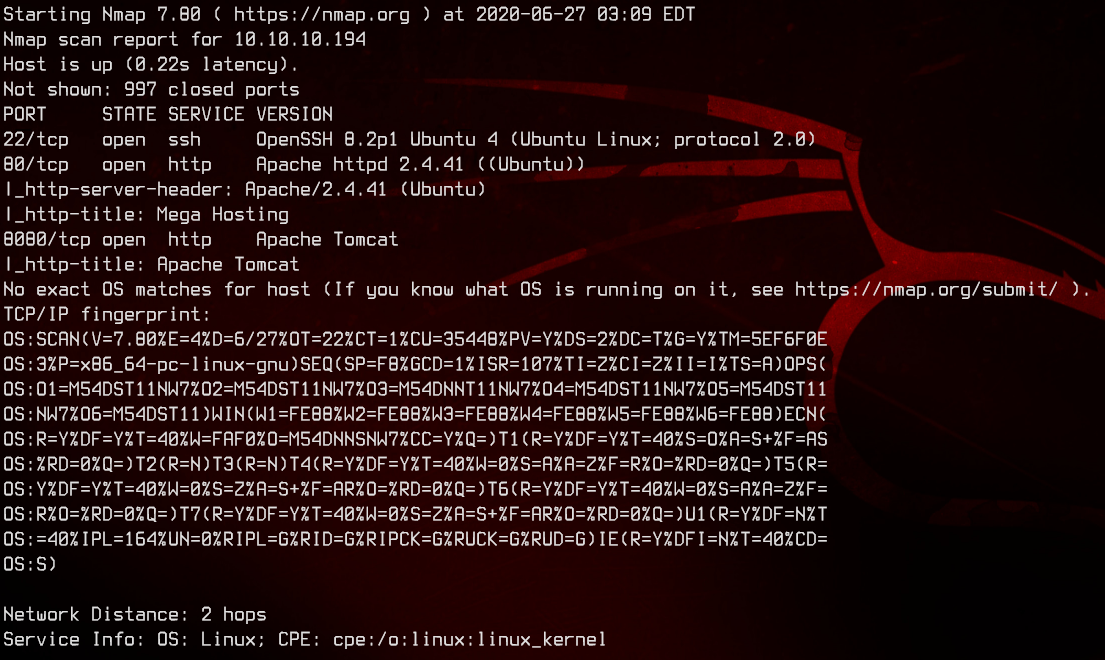 Starting Nmap 7.80 ( https://nmap.org ) at 2020-06-27 03:09 EDT
Nmap scan report for 10.10.10.194
Host is up (0.22s latency).
Not shown: 997 closed ports
PORT     STATE SERVICE VERSION
22/tcp   open  ssh     OpenSSH 8.2p1 Ubuntu 4 (Ubuntu Linux; protocol 2.0)
80/tcp   open  http    Apache httpd 2.4.41 ((Ubuntu))
|_http-server-header: Apache/2.4.41 (Ubuntu)
|_http-title: Mega Hosting
8080/tcp open  http    Apache Tomcat
|_http-title: Apache Tomcat
No exact OS matches for host (If you know what OS is running on it, see https://nmap.org/submit/ ).
TCP/IP fingerprint:
OS:SCAN(V=7.80%E=4%D=6/27%OT=22%CT=1%CU=35448%PV=Y%DS=2%DC=T%G=Y%TM=5EF6F0E
OS:3%P=x86_64-pc-linux-gnu)SEQ(SP=F8%GCD=1%ISR=107%TI=Z%CI=Z%II=I%TS=A)OPS(
OS:O1=M54DST11NW7%O2=M54DST11NW7%O3=M54DNNT11NW7%O4=M54DST11NW7%O5=M54DST11
OS:NW7%O6=M54DST11)WIN(W1=FE88%W2=FE88%W3=FE88%W4=FE88%W5=FE88%W6=FE88)ECN(
OS:R=Y%DF=Y%T=40%W=FAF0%O=M54DNNSNW7%CC=Y%Q=)T1(R=Y%DF=Y%T=40%S=O%A=S+%F=AS
OS:%RD=0%Q=)T2(R=N)T3(R=N)T4(R=Y%DF=Y%T=40%W=0%S=A%A=Z%F=R%O=%RD=0%Q=)T5(R=
OS:Y%DF=Y%T=40%W=0%S=Z%A=S+%F=AR%O=%RD=0%Q=)T6(R=Y%DF=Y%T=40%W=0%S=A%A=Z%F=
OS:R%O=%RD=0%Q=)T7(R=Y%DF=Y%T=40%W=0%S=Z%A=S+%F=AR%O=%RD=0%Q=)U1(R=Y%DF=N%T
OS:=40%IPL=164%UN=0%RIPL=G%RID=G%RIPCK=G%RUCK=G%RUD=G)IE(R=Y%DFI=N%T=40%CD=
OS:S)
Network Distance: 2 hops
Service Info: OS: Linux; CPE: cpe:/o:linux:linux_kernel